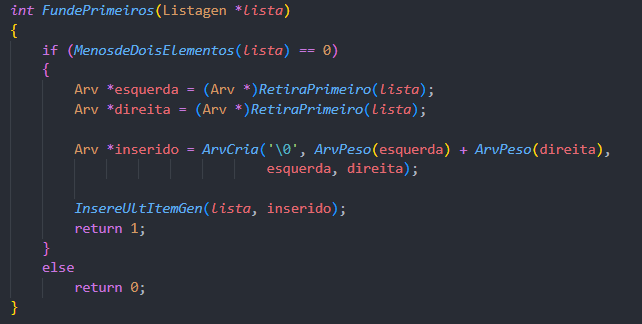 int FundePrimeiros(Listagen *lista)
{
    if (MenosdeDoisElementos(lista) == 0)
    {
        Arv *esquerda = (Arv *)RetiraPrimeiro(lista);
        Arv *direita = (Arv *)RetiraPrimeiro(lista);

        Arv *inserido = ArvCria('\0', ArvPeso(esquerda) + ArvPeso(direita),
                                esquerda, direita);

        InsereUltItemGen(lista, inserido);
        return 1;
    }
    else
        return 0;
}